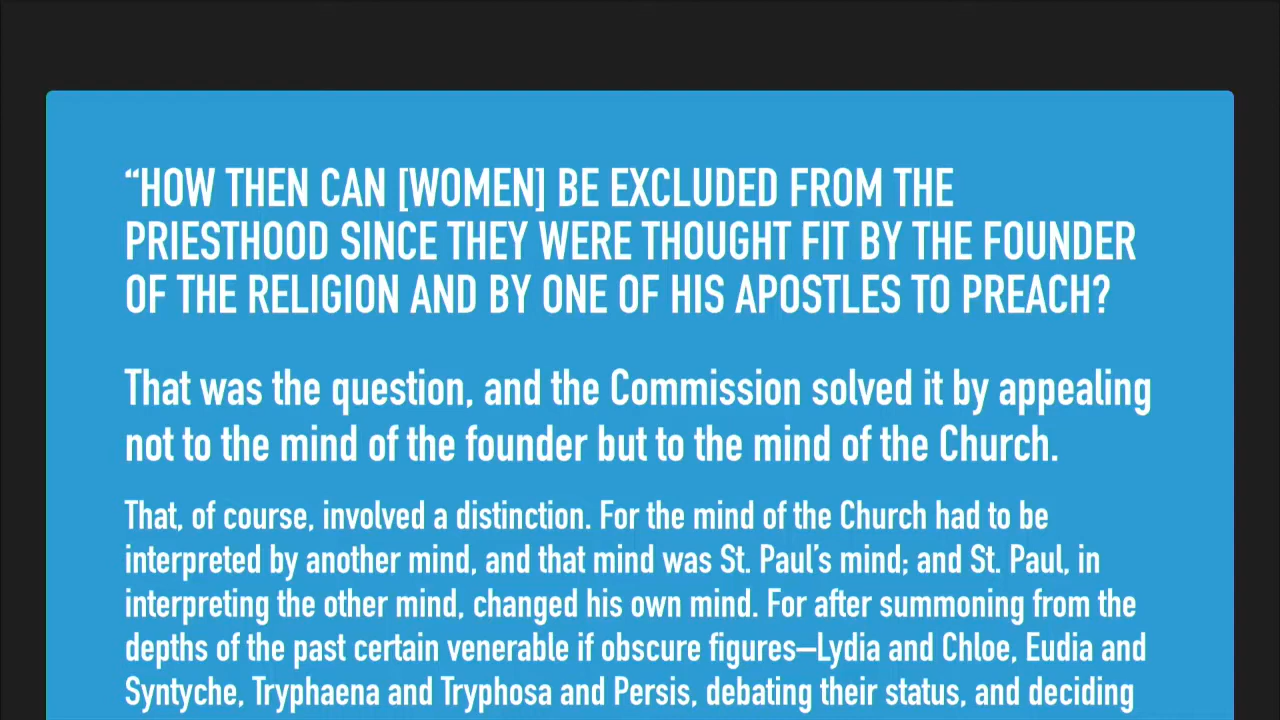 “HOW THEN CAN [WOMEN] BE EXCLUDED FROM THE
PRIESTHOOD SINCE THEY WERE THOUGHT FIT BY THE FOUNDER
OF THE RELIGION AND BY ONE OF HIS APOSTLES TO PREACH?
That was the question, and the Commission solved it by appealing
not to the mind of the founder but to the mind of the Church.
That, of course, involved a distinction. For the mind of the Church had to be
interpreted by another mind, and that mind was St. Paul’s mind; and St. Paul, in
interpreting the other mind, changed his own mind. For after summoning from the
depths of the past certain venerable if obscure figures—Lydia and Chloe, Eudia and
Syntyche, Tryphaena and Tryphosa and Persis, debating their status, and deciding